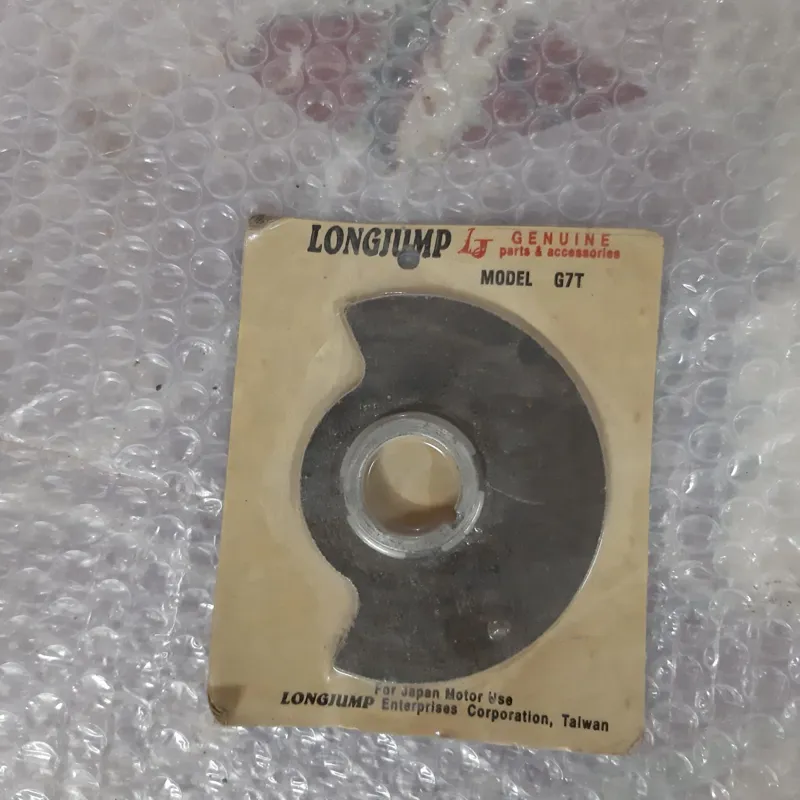 LONGJUMP LJ GENUINE
parts & accessories
MODEL G7T
For Japan Motor Use
LONGJUMP Enterprises Corporation, Taiwan